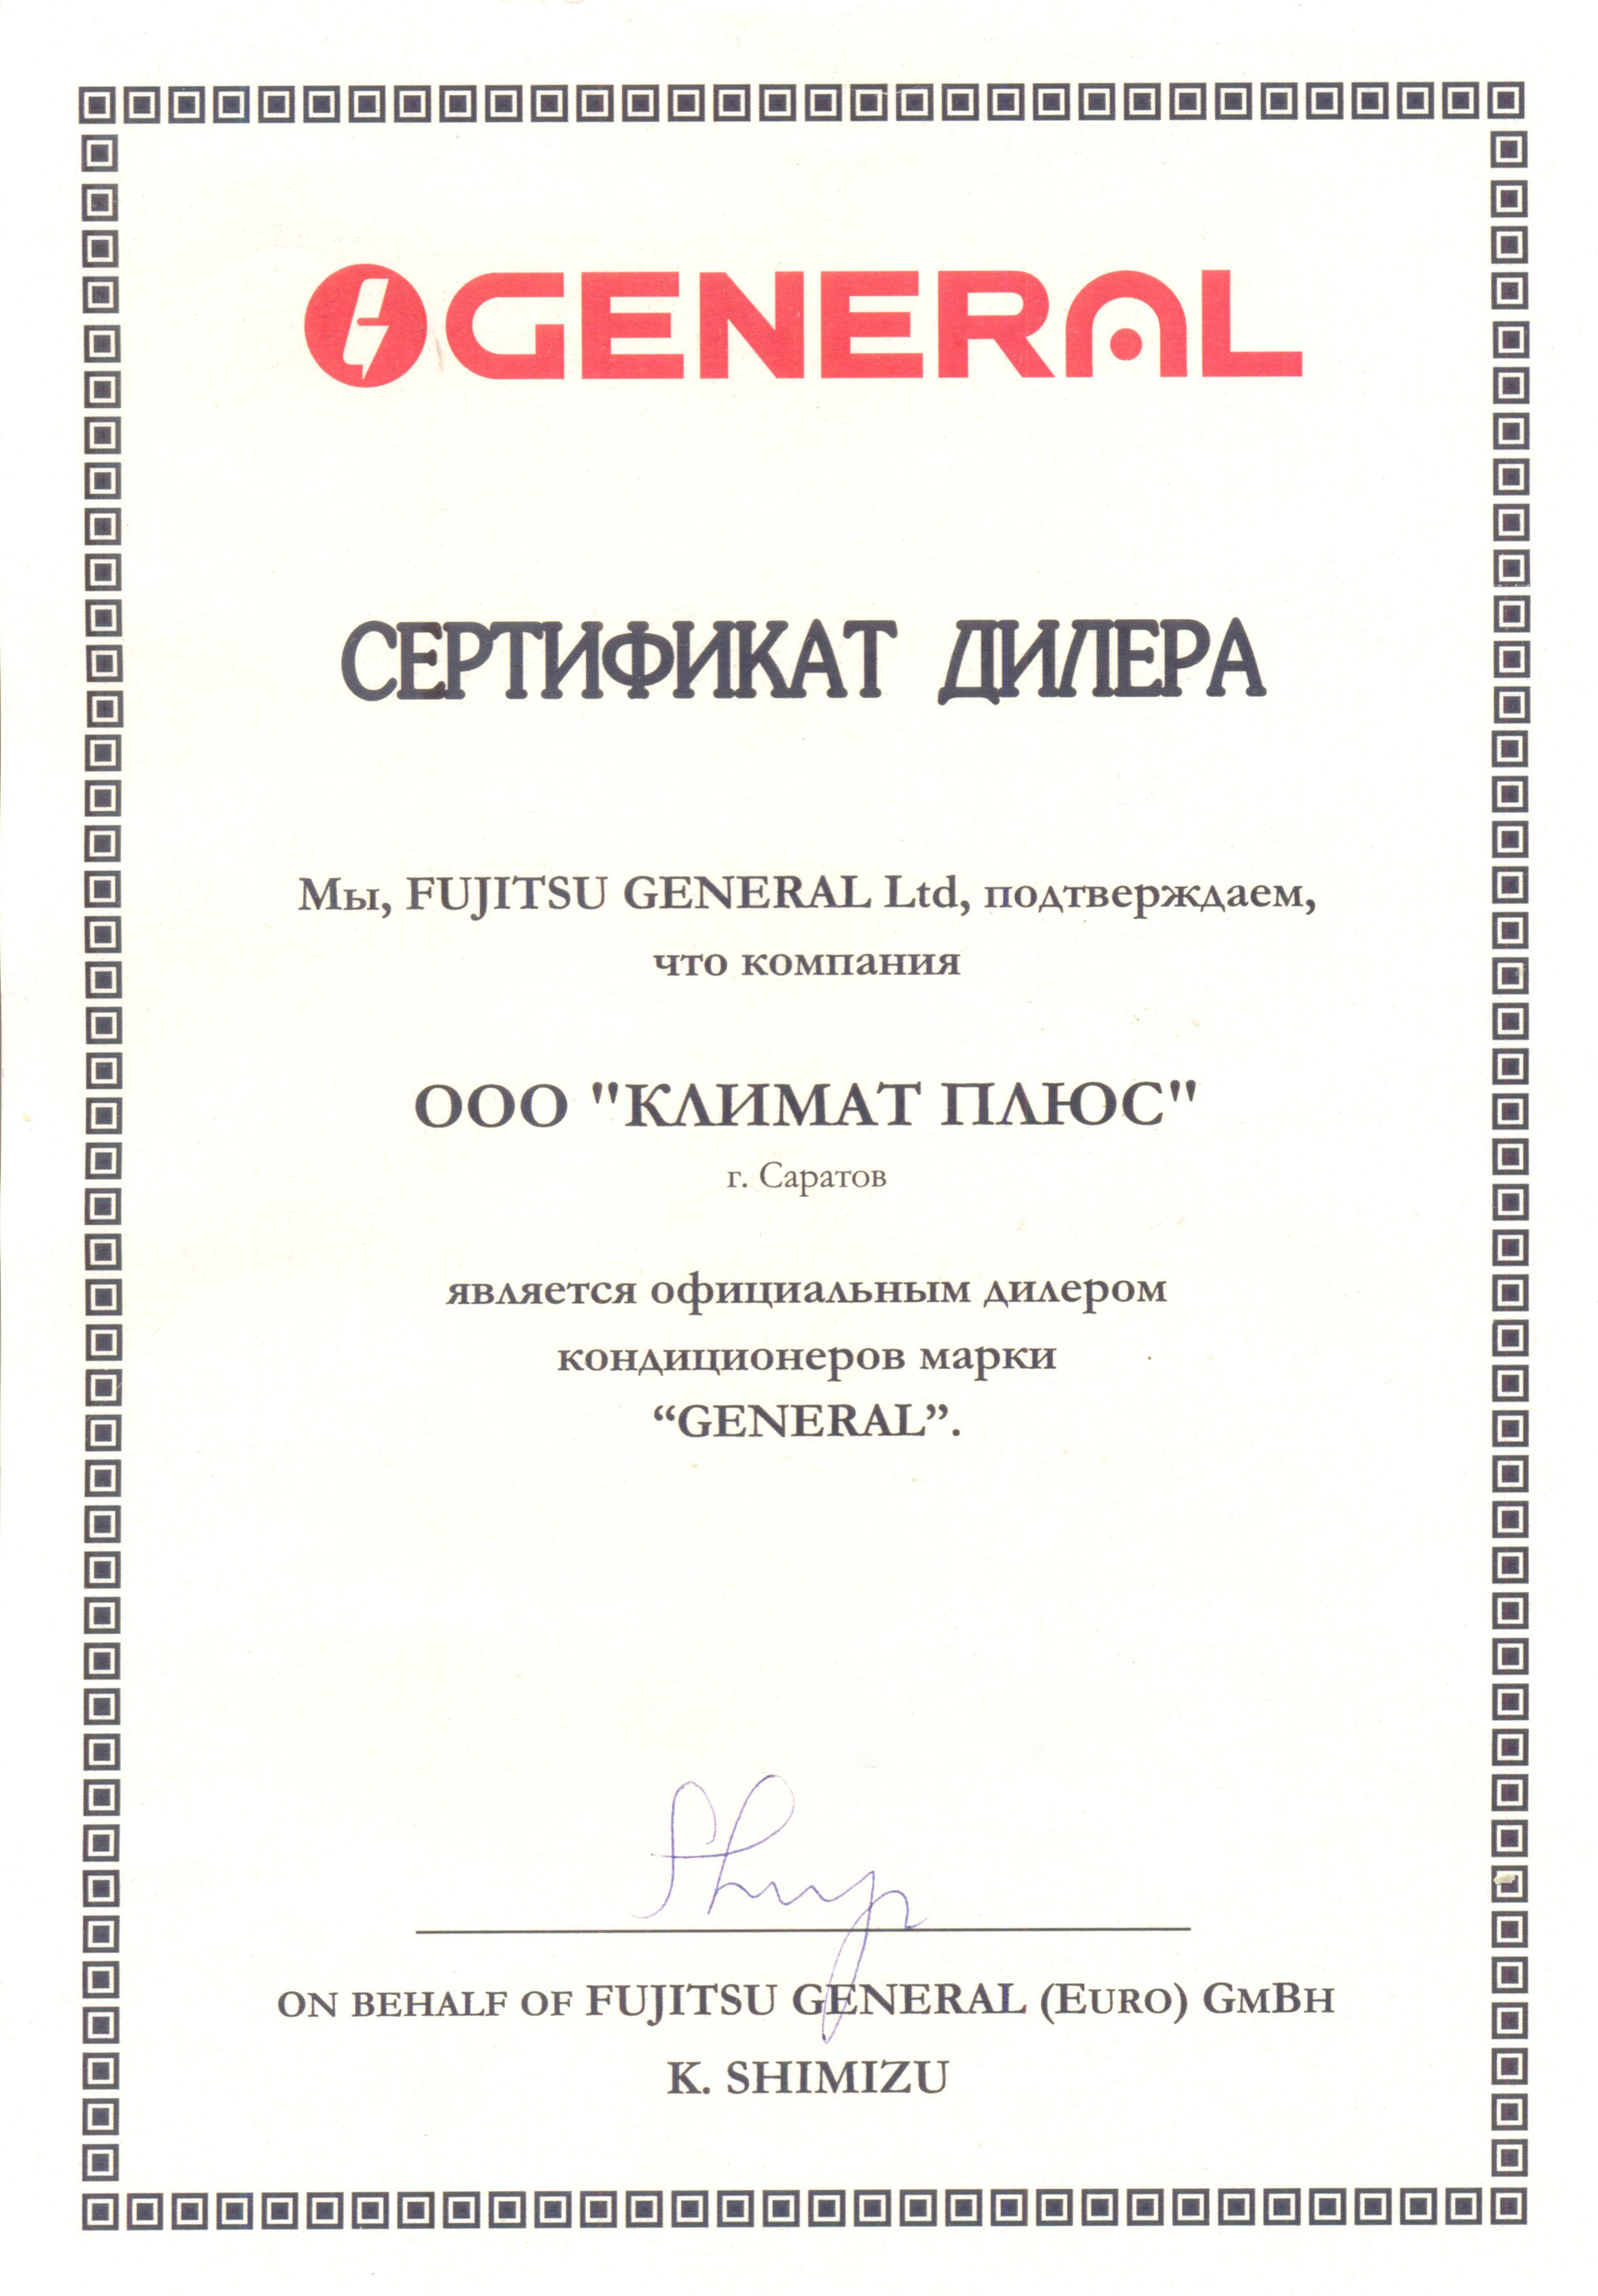 GENERAL
СЕРТИФИКАТ ДИЛЕРА
Мы, FUJITSU GENERAL Ltd, подтверждаем,
что компания
ООО "КЛИМАТ ПЛЮС"
г. Саратов
является официальным дилером
кондиционеров марки
“GENERAL”.
ON BEHALF OF FUJITSU GENERAL (EURO) GMBH
K. SHIMIZU